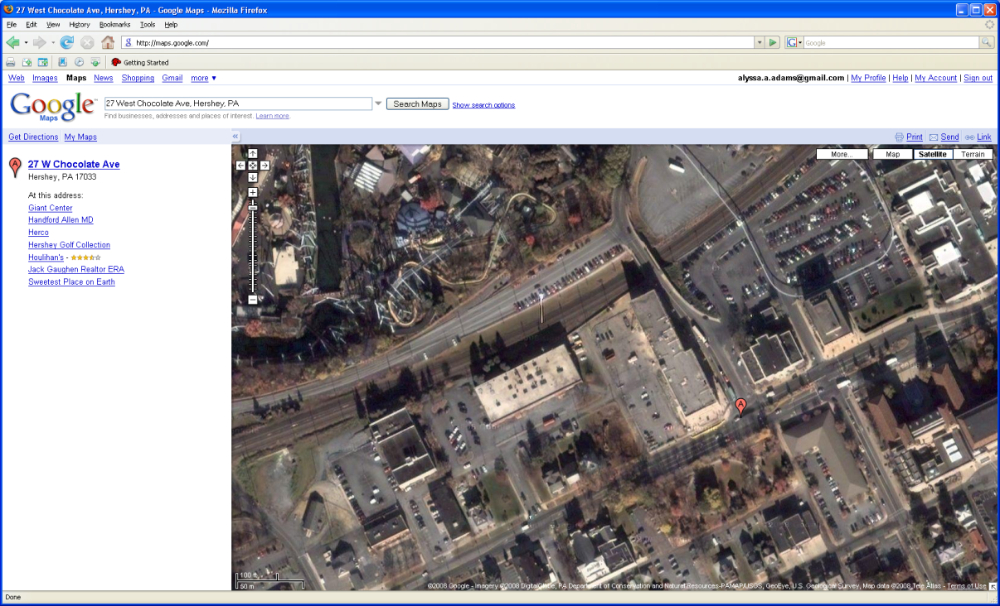 27 West Chocolate Ave, Hershey, PA - Google Maps - Mozilla Firefox
File Edit View History Bookmarks Tools Help
http://maps.google.com/
Google
Getting Started
Web Images Maps News Shopping Gmail more ▼
alyssa.a.adams@gmail.com | My Profile | Help | My Account | Sign out
Google™
Maps
27 West Chocolate Ave, Hershey, PA
Search Maps
Show search options
Find businesses, addresses and places of interest. Learn more.
Get Directions My Maps
«
Print Send Link
A
27 W Chocolate Ave
Hershey, PA 17033
At this address:
Giant Center
Handford Allen MD
Herco
Hershey Golf Collection
Houlihan's -
Jack Gaughen Realtor ERA
Sweetest Place on Earth
More...
Map
Satellite
Terrain
A
100 ft
50 m
©2008 Google - Imagery ©2008 DigitalGlobe, PA Department of Conservation and Natural Resources-PAMAP/USGS, GeoEye, U.S. Geological Survey, Map data ©2008 Tele Atlas - Terms of Use
Done